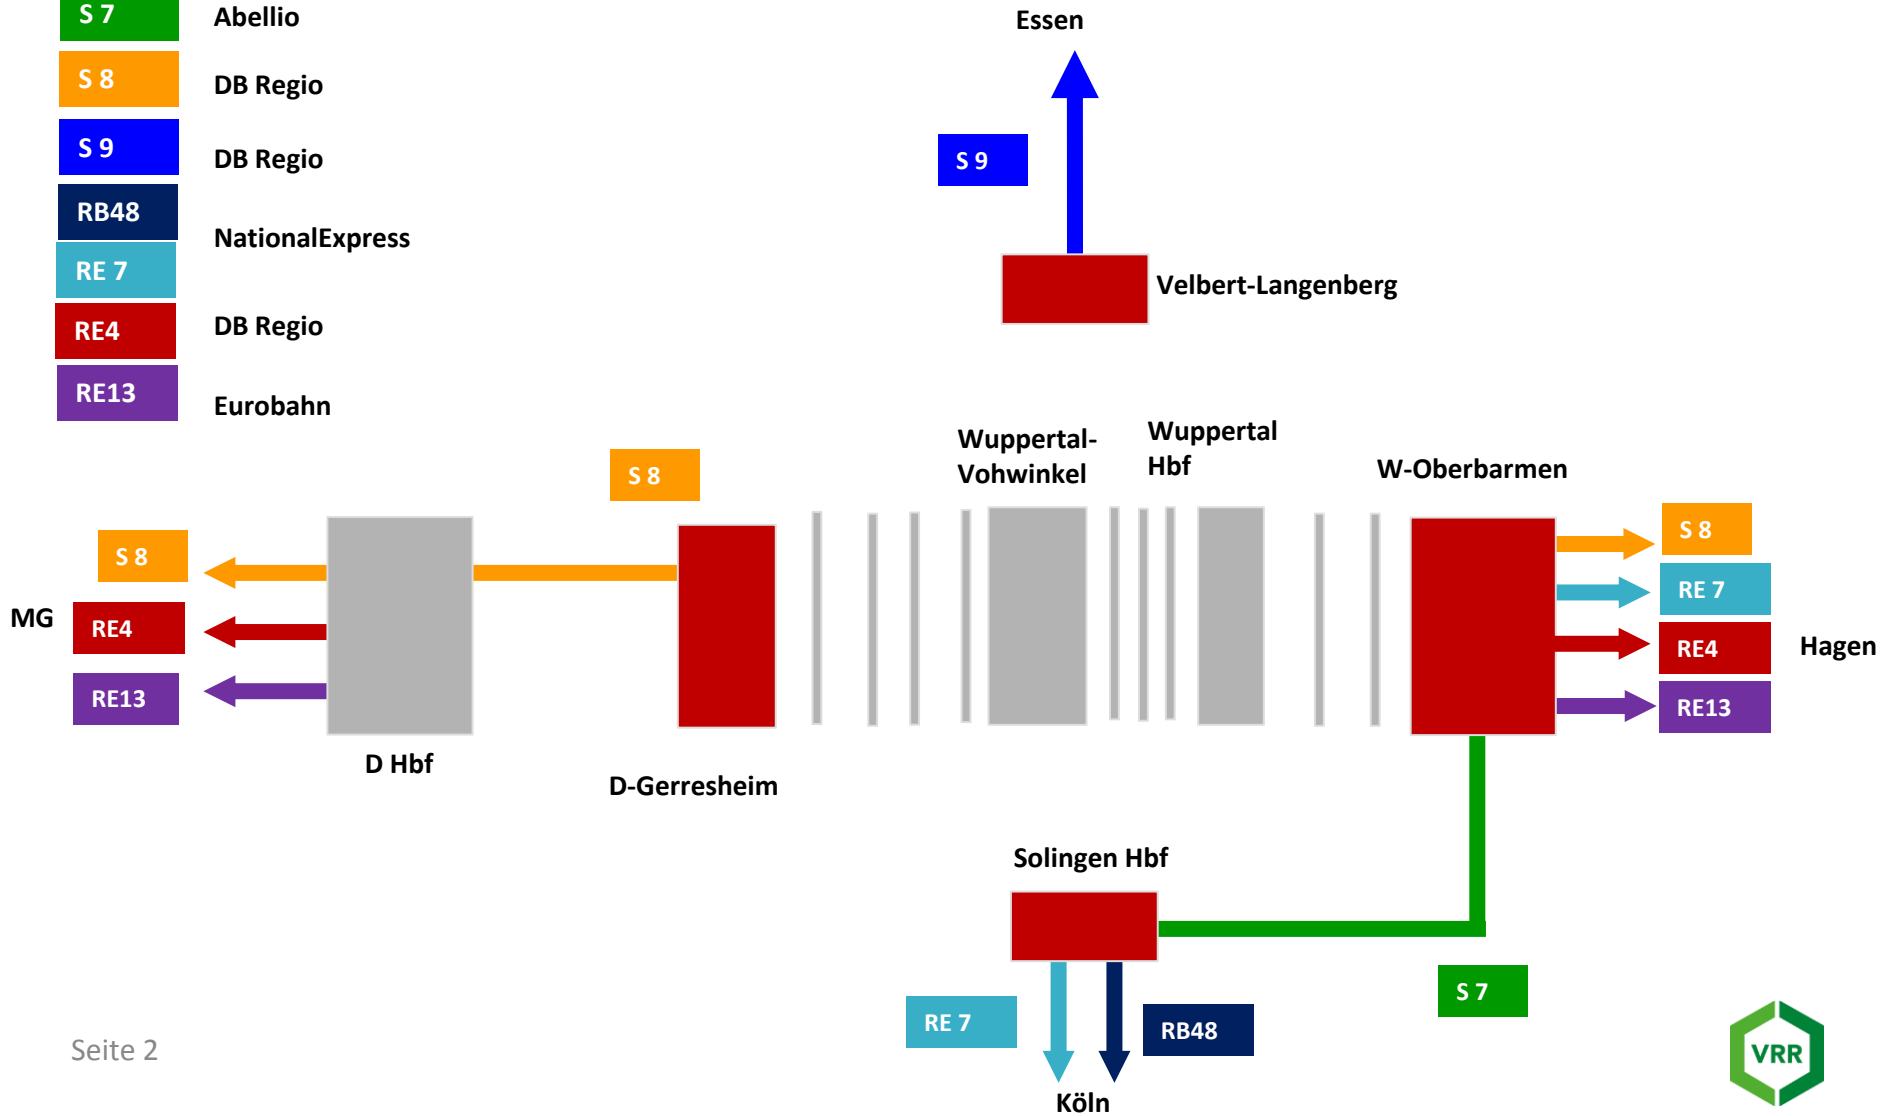 S 7
Abellio
S 8
DB Regio
S 9
DB Regio
RB48
NationalExpress
RE 7
RE4
DB Regio
RE13
Eurobahn
Essen
S 9
Velbert-Langenberg
S 8
Wuppertal-
Vohwinkel
Wuppertal
Hbf
W-Oberbarmen
S 8
MG
RE4
RE13
S 8
RE 7
RE4
RE13
Hagen
D Hbf
D-Gerresheim
Solingen Hbf
S 7
RE 7
RB48
Köln
Seite 2
VRR